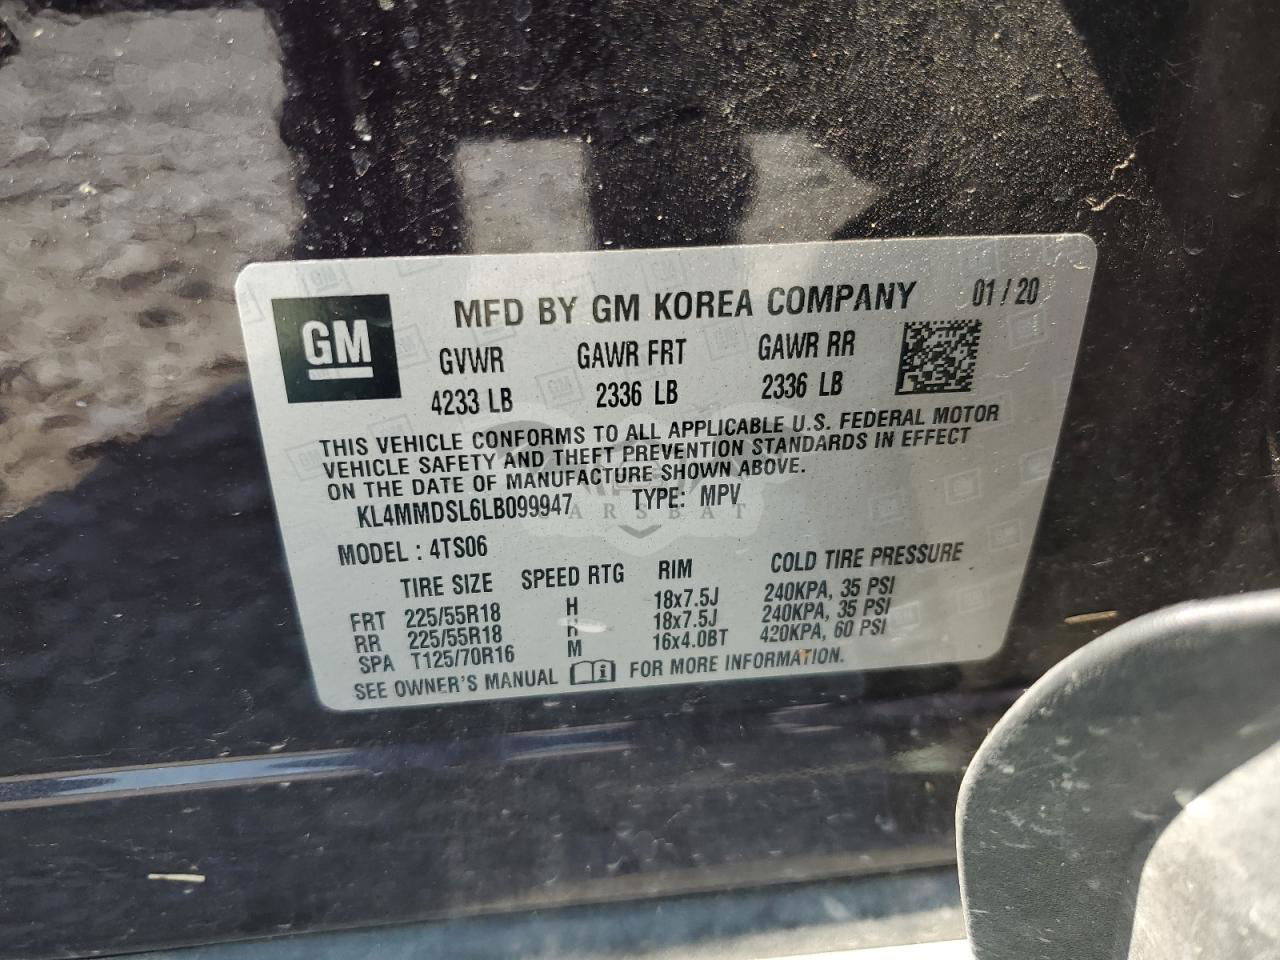 GM
MFD BY GM KOREA COMPANY 01 / 20
GVWR GAWR FRT GAWR RR
4233 LB 2336 LB 2336 LB
THIS VEHICLE CONFORMS TO ALL APPLICABLE U.S. FEDERAL MOTOR
VEHICLE SAFETY AND THEFT PREVENTION STANDARDS IN EFFECT
ON THE DATE OF MANUFACTURE SHOWN ABOVE.
KL4MMDSL6LB099947 TYPE: MPV
CARSBAT
MODEL : 4TS06
TIRE SIZE SPEED RTG RIM COLD TIRE PRESSURE
FRT 225/55R18 H 18x7.5J 240KPA, 35 PSI
RR 225/55R18 H 18x7.5J 240KPA, 35 PSI
SPA T125/70R16 M 16x4.0BT 420KPA, 60 PSI
SEE OWNER'S MANUAL FOR MORE INFORMATION.